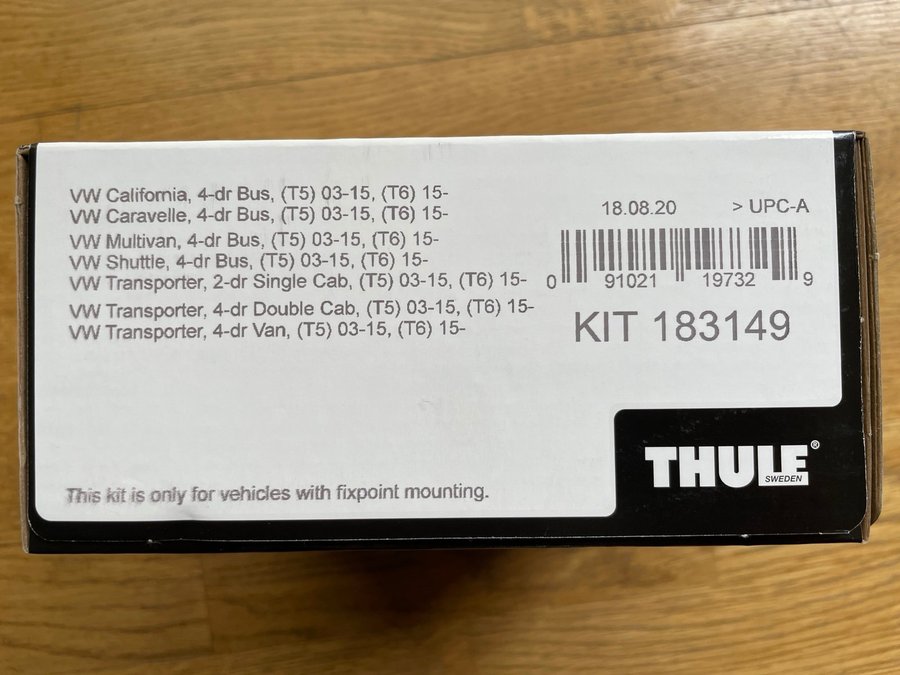 VW California, 4-dr Bus, (T5) 03-15, (T6) 15-
VW Caravelle, 4-dr Bus, (T5) 03-15, (T6) 15-
VW Multivan, 4-dr Bus, (T5) 03-15, (T6) 15-
VW Shuttle, 4-dr Bus, (T5) 03-15, (T6) 15-
VW Transporter, 2-dr Single Cab, (T5) 03-15, (T6) 15-
VW Transporter, 4-dr Double Cab, (T5) 03-15, (T6) 15-
VW Transporter, 4-dr Van, (T5) 03-15, (T6) 15-
18.08.20 > UPC-A
0 91021 19732 9
KIT 183149
This kit is only for vehicles with fixpoint mounting.
THULE®
SWEDEN